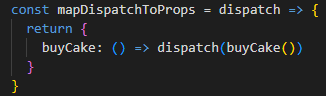 const mapDispatchToProps = dispatch => {
  return {
    buyCake: () => dispatch(buyCake())
  }
}